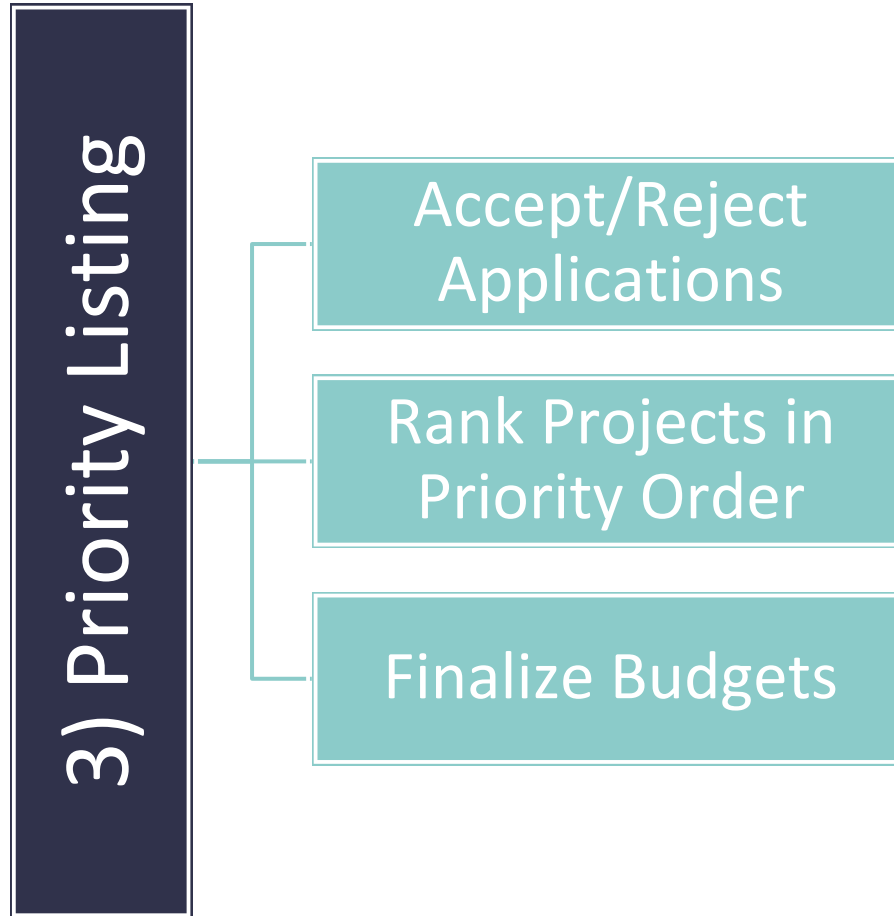 3) Priority Listing
Accept/Reject
Applications
Rank Projects in
Priority Order
Finalize Budgets